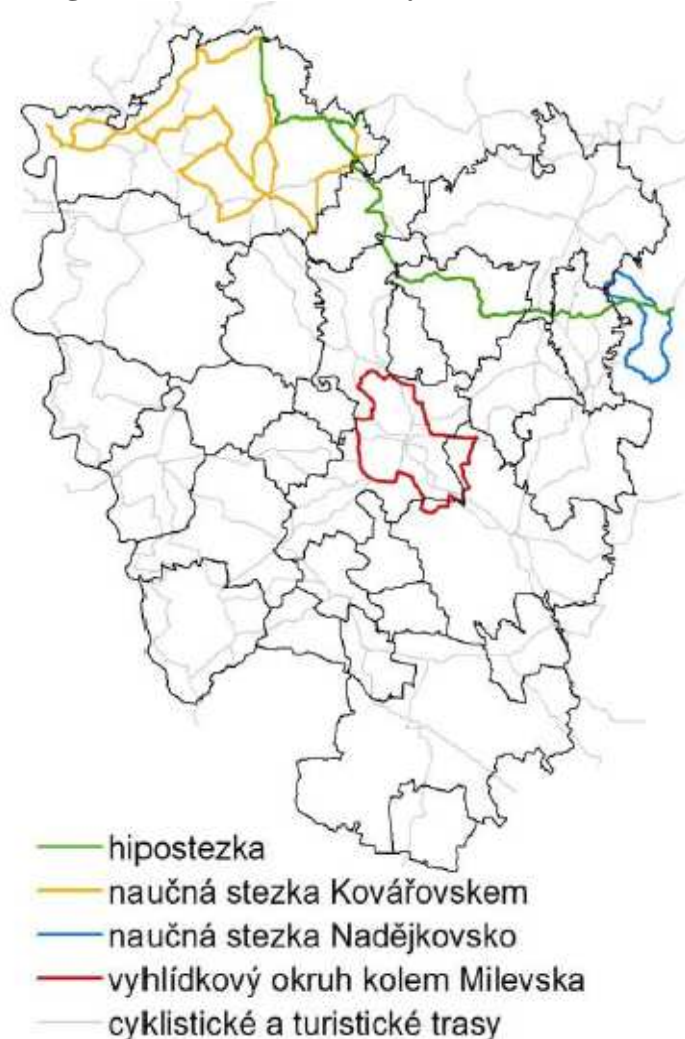 hipostezka
naučná stezka Kovářovskem
naučná stezka Nadějkovsko
vyhlídkový okruh kolem Milevska
cyklistické a turistické trasy